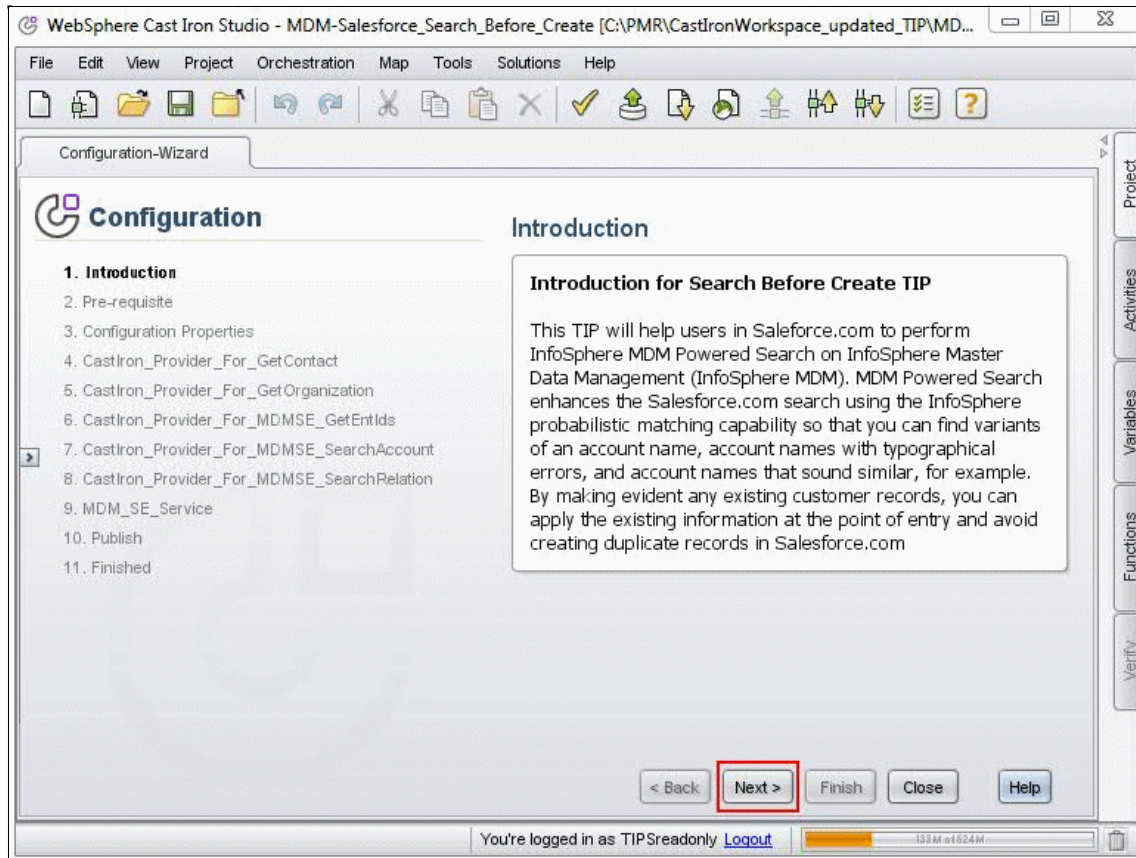 WebSphere Cast Iron Studio - MDM-Salesforce_Search_Before_Create [C:\PMR\CastIronWorkspace_updated_TIP\MD...
File Edit View Project Orchestration Map Tools Solutions Help
Configuration-Wizard
Configuration
1. Introduction
2. Pre-requisite
3. Configuration Properties
4. CastIron_Provider_For_GetContact
5. CastIron_Provider_For_GetOrganization
6. CastIron_Provider_For_MDMSE_GetEntIds
7. CastIron_Provider_For_MDMSE_SearchAccount
8. CastIron_Provider_For_MDMSE_SearchRelation
9. MDM_SE_Service
10. Publish
11. Finished
Introduction
Introduction for Search Before Create TIP
This TIP will help users in Saleforce.com to perform
InfoSphere MDM Powered Search on InfoSphere Master
Data Management (InfoSphere MDM). MDM Powered Search
enhances the Salesforce.com search using the InfoSphere
probabilistic matching capability so that you can find variants
of an account name, account names with typographical
errors, and account names that sound similar, for example.
By making evident any existing customer records, you can
apply the existing information at the point of entry and avoid
creating duplicate records in Salesforce.com
< Back Next > Finish Close Help
Project
Activities
Variables
Functions
Verify
You're logged in as TIPSreadonly Logout 133M of 624M